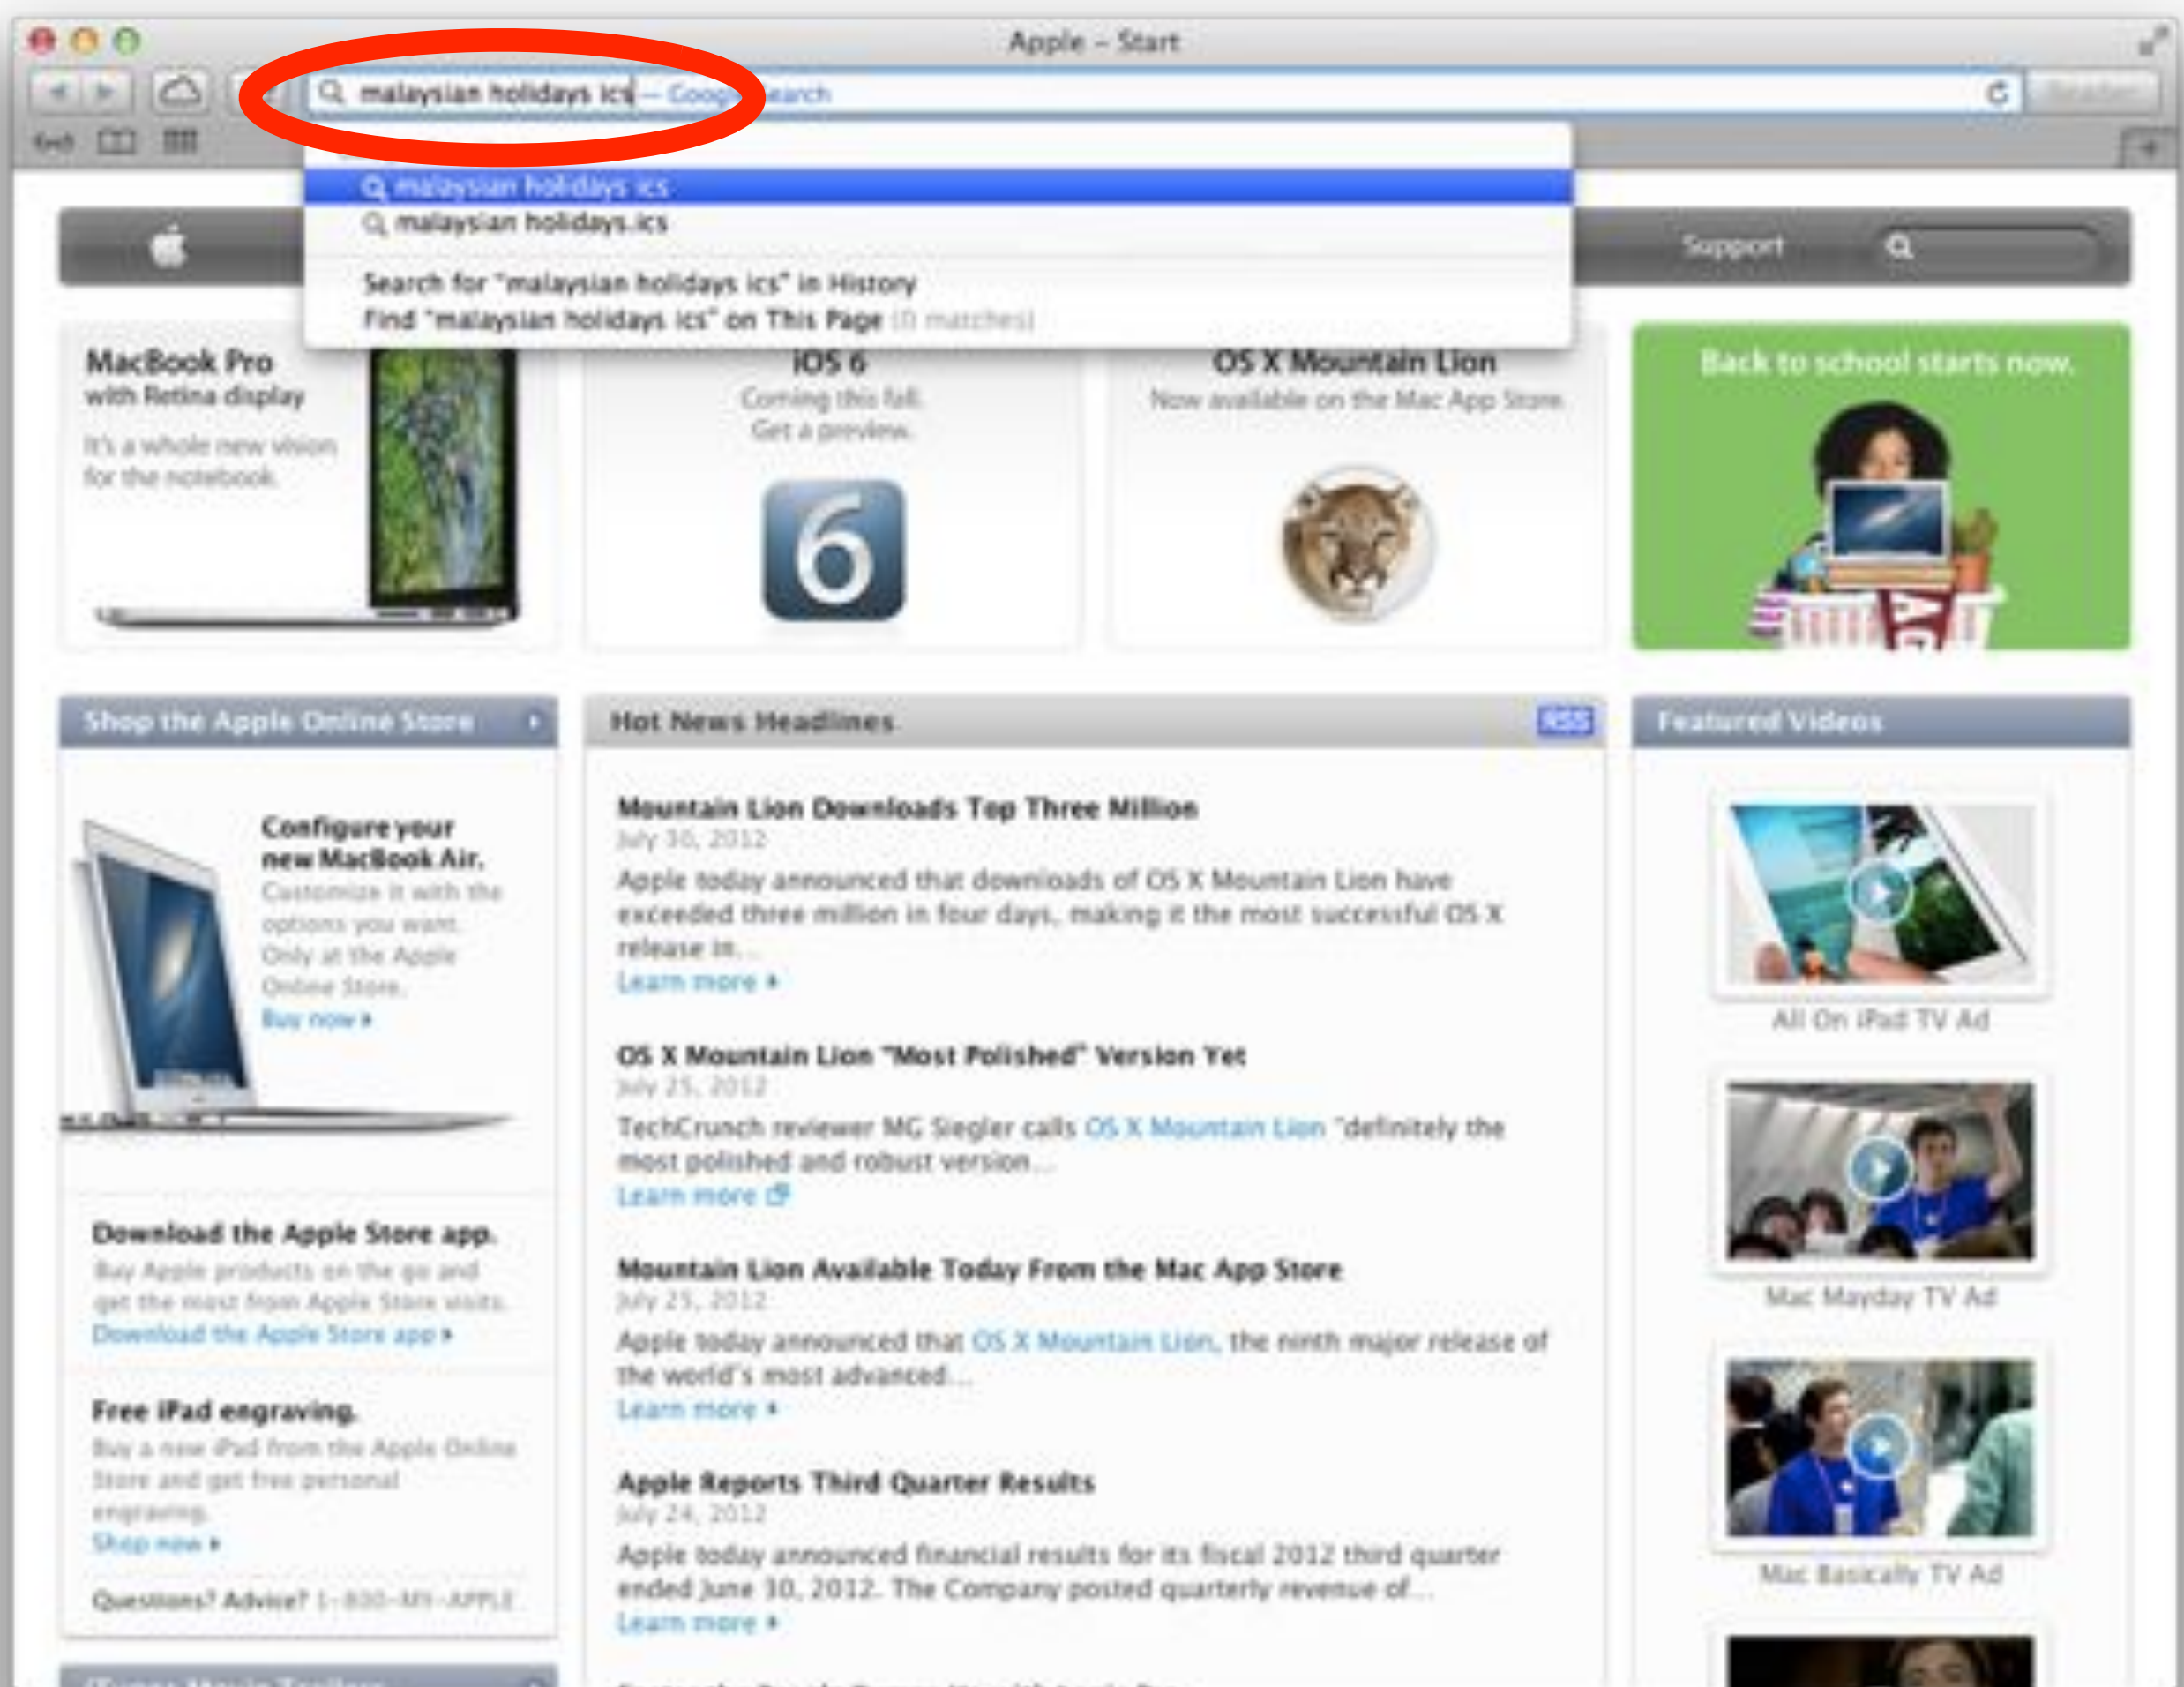 Apple – Start
malaysian holidays ics — Google Search
Reader
malaysian holidays ics
malaysian holidays.ics
Search for "malaysian holidays ics" in History
Find "malaysian holidays ics" on This Page (0 matches)
Support
MacBook Pro
with Retina display
It's a whole new vision
for the notebook.
iOS 6
Coming this fall.
Get a preview.
6
OS X Mountain Lion
Now available on the Mac App Store.
Back to school starts now.
Shop the Apple Online Store
Configure your
new MacBook Air.
Customize it with the
options you want.
Only at the Apple
Online Store.
Buy now
Download the Apple Store app.
Buy Apple products on the go and
get the most from Apple Store visits.
Download the Apple Store app
Free iPad engraving.
Buy a new iPad from the Apple Online
Store and get free personal
engraving.
Shop now
Questions? Advice? 1-800-MY-APPLE
Hot News Headlines
RSS
Mountain Lion Downloads Top Three Million
July 30, 2012
Apple today announced that downloads of OS X Mountain Lion have
exceeded three million in four days, making it the most successful OS X
release in...
Learn more
OS X Mountain Lion "Most Polished" Version Yet
July 25, 2012
TechCrunch reviewer MG Siegler calls OS X Mountain Lion "definitely the
most polished and robust version...
Learn more
Mountain Lion Available Today From the Mac App Store
July 25, 2012
Apple today announced that OS X Mountain Lion, the ninth major release of
the world's most advanced...
Learn more
Apple Reports Third Quarter Results
July 24, 2012
Apple today announced financial results for its fiscal 2012 third quarter
ended June 30, 2012. The Company posted quarterly revenue of...
Learn more
Featured Videos
All On iPad TV Ad
Mac Mayday TV Ad
Mac Basically TV Ad